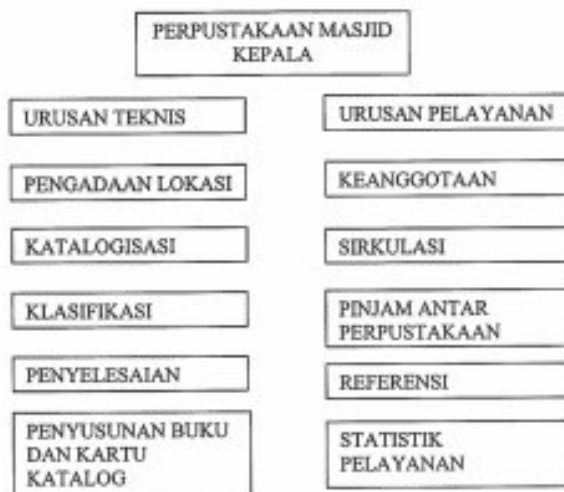 PERPUSTAKAAN MASJID
KEPALA
URUSAN TEKNIS
PENGADAAN LOKASI
KATALOGISASI
KLASIFIKASI
PENYELESAIAN
PENYUSUNAN BUKU
DAN KARTU
KATALOG
URUSAN PELAYANAN
KEANGGOTAAN
SIRKULASI
PINJAM ANTAR
PERPUSTAKAAN
REFERENSI
STATISTIK
PELAYANAN